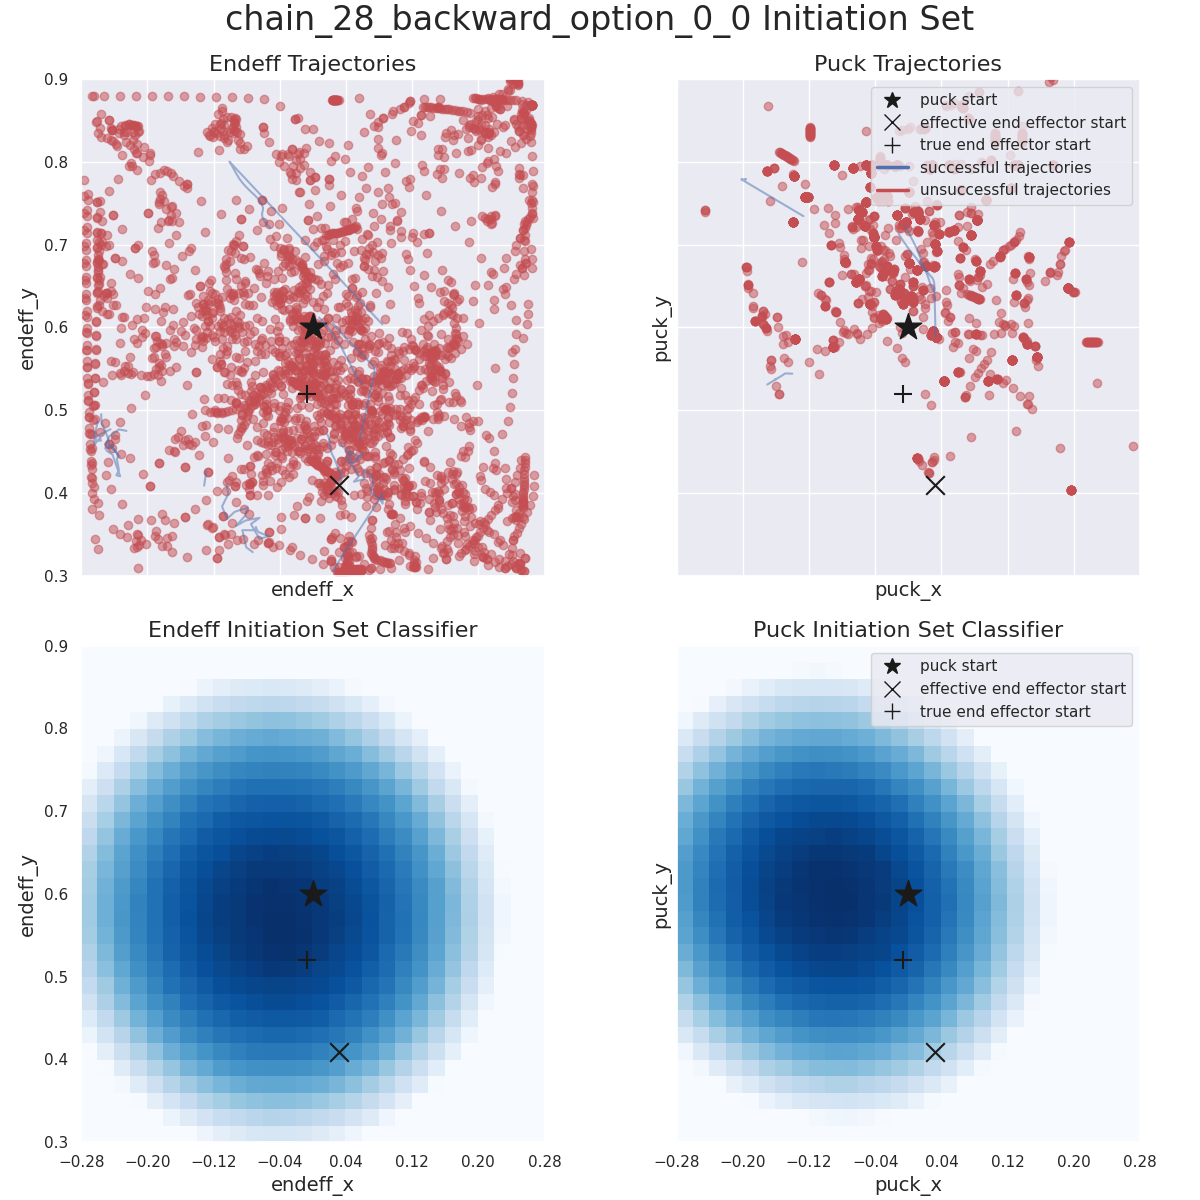 chain_28_backward_option_0_0 Initiation Set
Endeff Trajectories
0.9
0.8
0.7
0.6
0.5
0.4
0.3
endeff_y
endeff_x
Puck Trajectories
puck start
effective end effector start
true end effector start
successful trajectories
unsuccessful trajectories
puck_y
puck_x
Endeff Initiation Set Classifier
0.9
0.8
0.7
0.6
0.5
0.4
0.3
endeff_y
−0.28 −0.20 −0.12 −0.04 0.04 0.12 0.20 0.28
endeff_x
Puck Initiation Set Classifier
puck start
effective end effector start
true end effector start
puck_y
−0.28 −0.20 −0.12 −0.04 0.04 0.12 0.20 0.28
puck_x